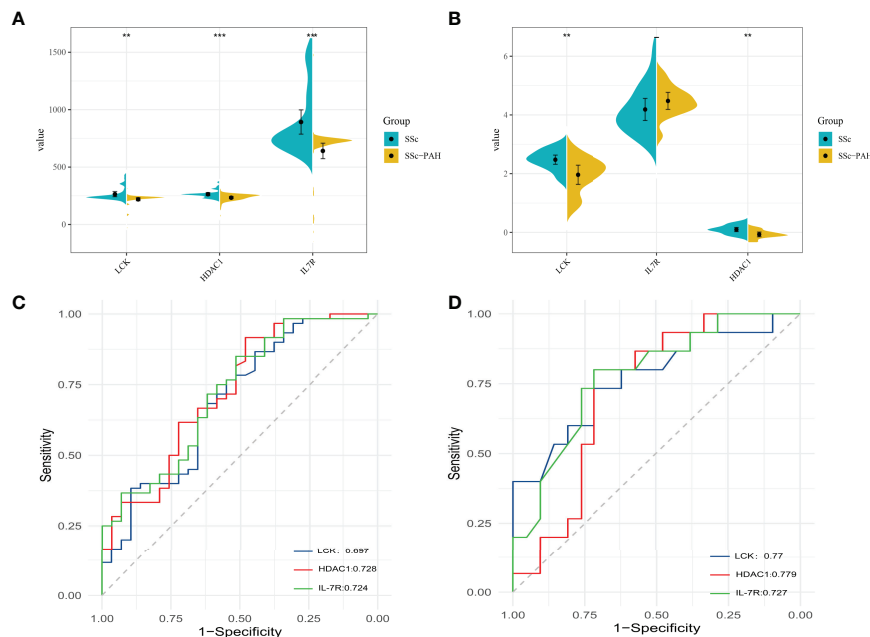 A
B
** *** ***
1500
1000
500
0
value
LCK
HDAC1
IL7R
Group
SSc
SSc−PAH
** **
6
4
2
0
value
LCK
IL7R
HDAC1
Group
SSc
SSc−PAH
C
D
1.00
0.75
0.50
0.25
0.00
Sensitivity
1.00 0.75 0.50 0.25 0.00
1−Specificity
LCK: 0.697
HDAC1:0.728
IL-7R:0.724
1.00
0.75
0.50
0.25
0.00
Sensitivity
1.00 0.75 0.50 0.25 0.00
1−Specificity
LCK: 0.77
HDAC1:0.779
IL-7R:0.727